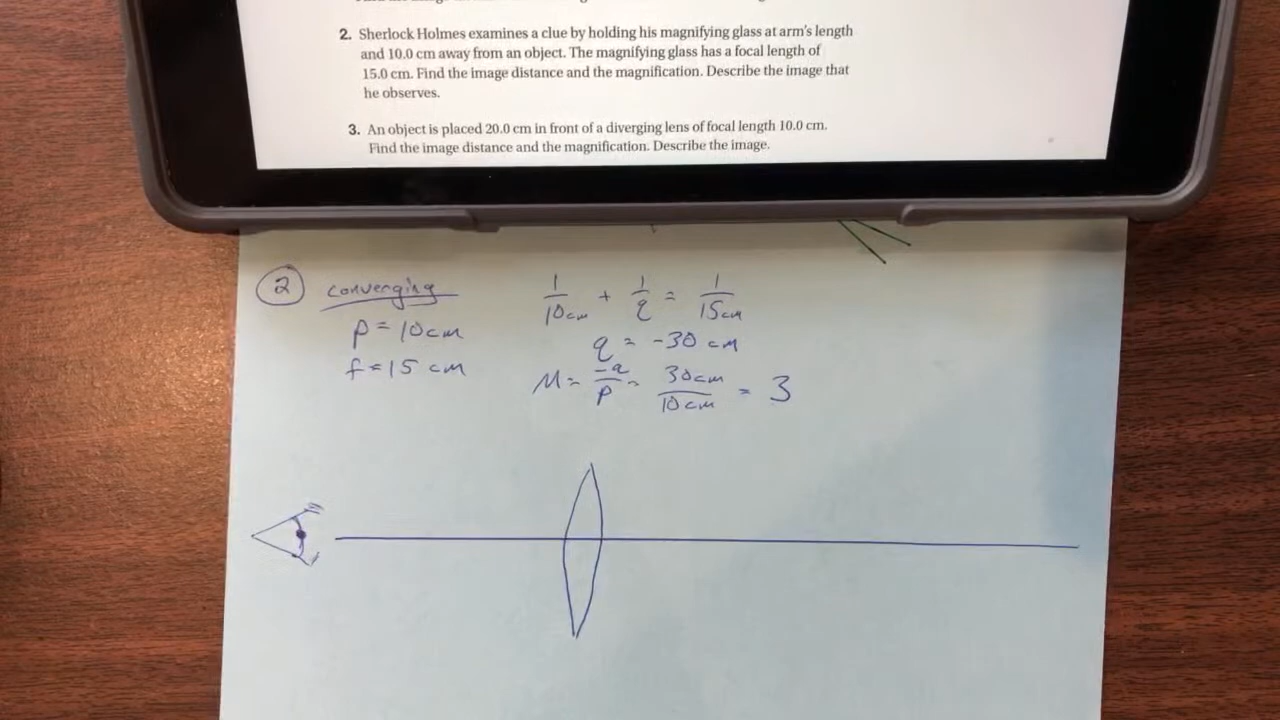 2. Sherlock Holmes examines a clue by holding his magnifying glass at arm's length
and 10.0 cm away from an object. The magnifying glass has a focal length of
15.0 cm. Find the image distance and the magnification. Describe the image that
he observes.
3. An object is placed 20.0 cm in front of a diverging lens of focal length 10.0 cm.
Find the image distance and the magnification. Describe the image.
2 converging
p = 10cm
f = 15 cm
1/10cm + 1/q = 1/15cm
q = -30 cm
M = -q/p = 30cm/10cm = 3